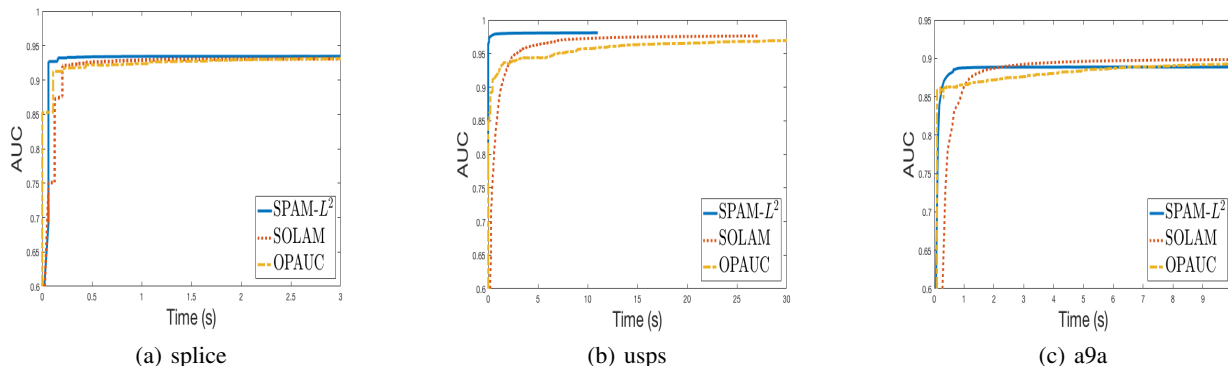 1
0.95
0.9
0.85
0.8
0.75
0.7
0.65
0.6
AUC
0 0.5 1 1.5 2 2.5 3
Time (s)
SPAM-L²
SOLAM
OPAUC
(a) splice
1
0.95
0.9
0.85
0.8
0.75
0.7
0.65
0.6
AUC
0 5 10 15 20 25 30
Time (s)
SPAM-L²
SOLAM
OPAUC
(b) usps
0.95
0.9
0.85
0.8
0.75
0.7
0.65
0.6
AUC
0 1 2 3 4 5 6 7 8 9
Time (s)
SPAM-L²
SOLAM
OPAUC
(c) a9a